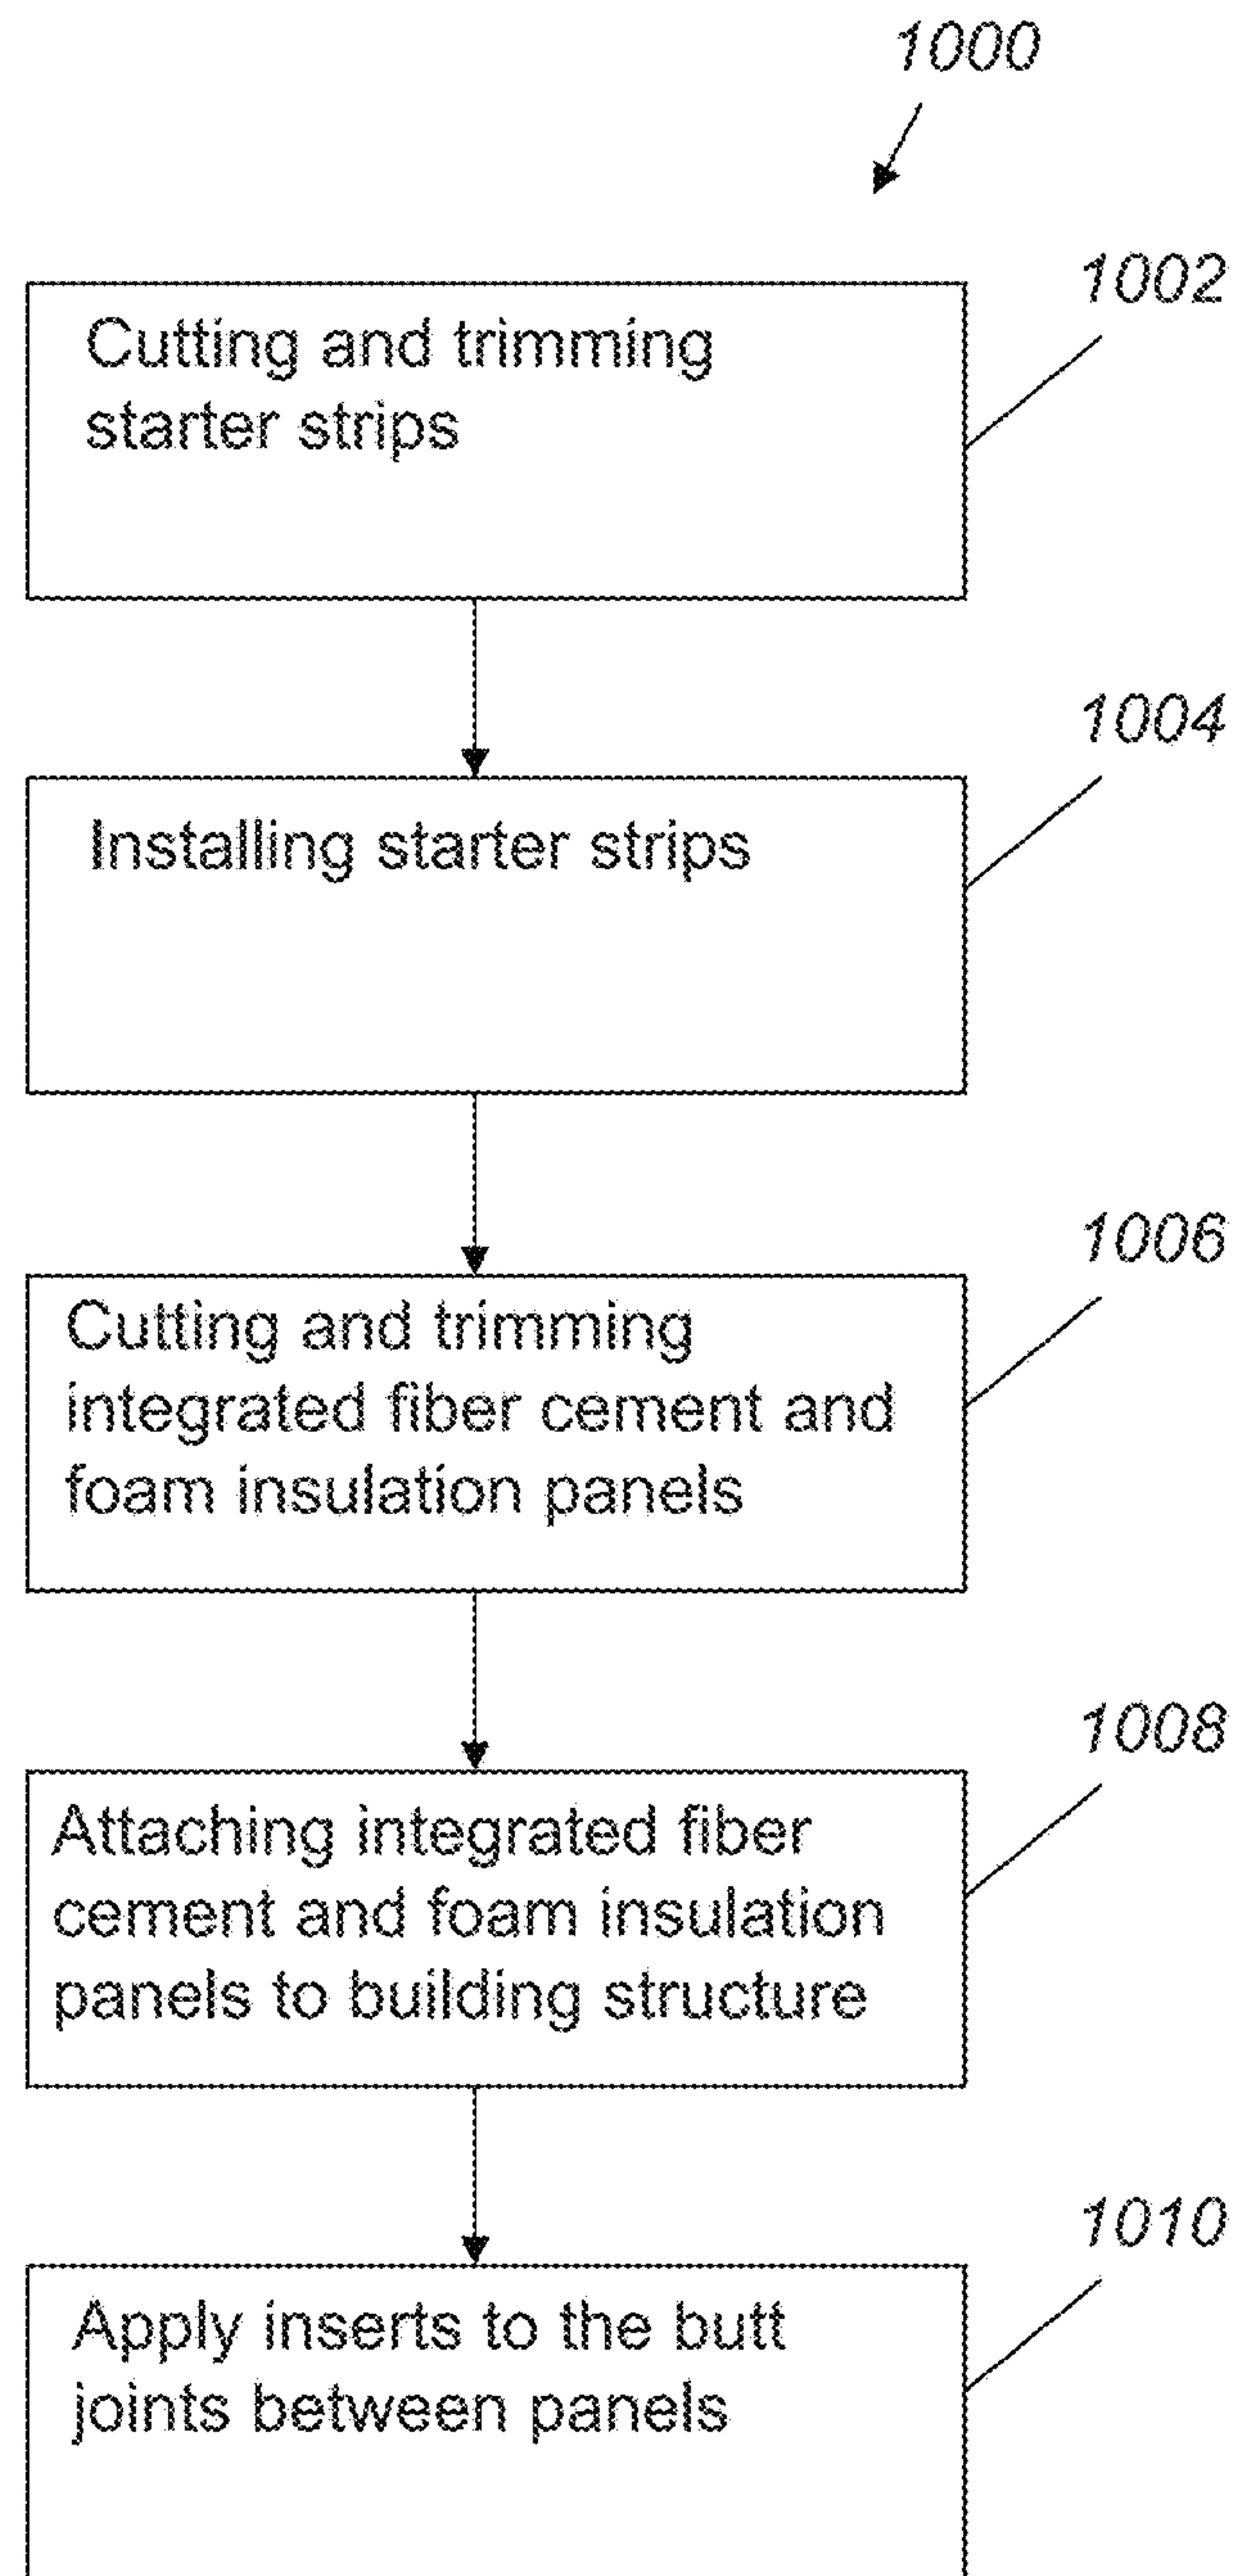 1000
1002
Cutting and trimming
starter strips
1004
Installing starter strips
1006
Cutting and trimming
integrated fiber cement and
foam insulation panels
1008
Attaching integrated fiber
cement and foam insulation
panels to building structure
1010
Apply inserts to the butt
joints between panels